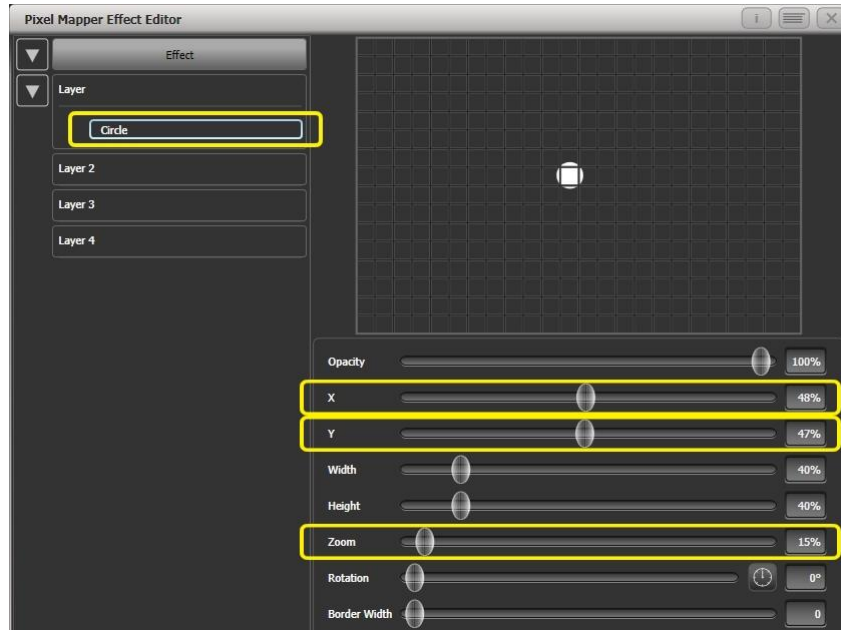 Pixel Mapper Effect Editor
i
Effect
Layer
Circle
Layer 2
Layer 3
Layer 4
Opacity 100%
X 48%
Y 47%
Width 40%
Height 40%
Zoom 15%
Rotation 0°
Border Width 0